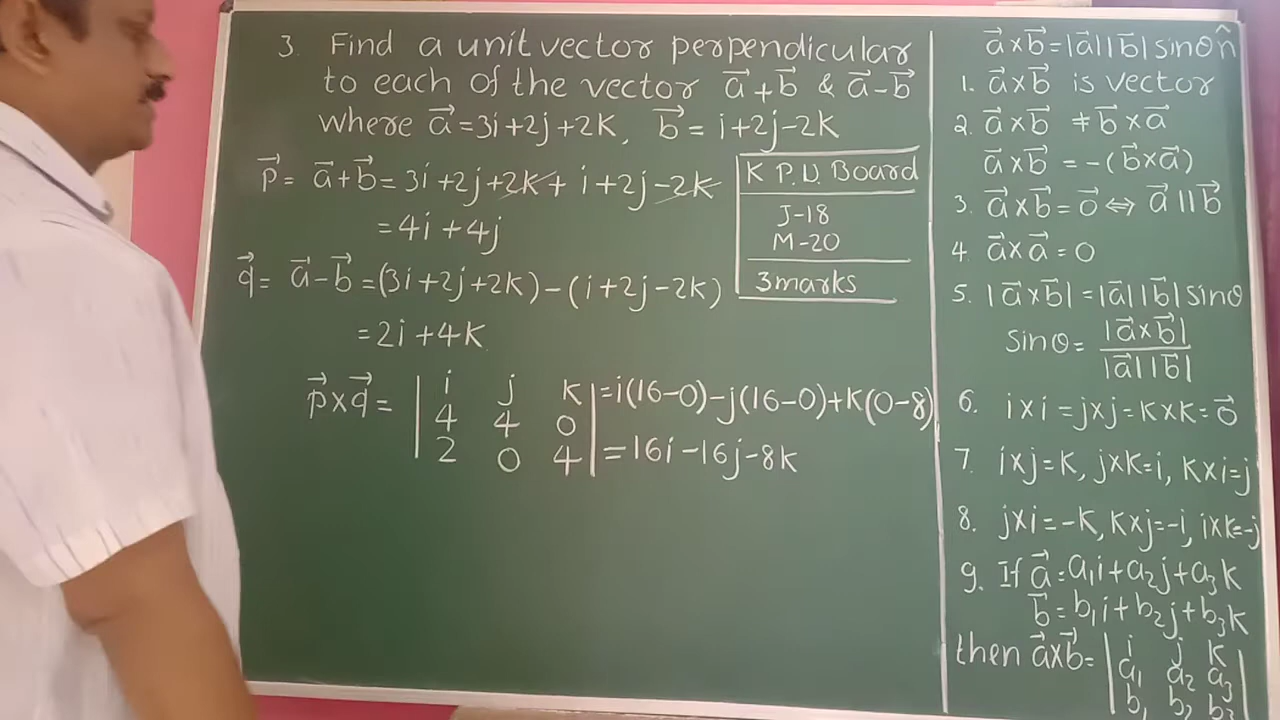 3. Find a unit vector perpendicular
to each of the vector a⃗+b⃗ & a⃗-b⃗
where a⃗=3i+2j+2k, b⃗=i+2j-2k
p⃗= a⃗+b⃗=3i+2j+2k+i+2j-2k
=4i+4j
q⃗= a⃗-b⃗=(3i+2j+2k)-(i+2j-2k)
=2i+4k
p⃗×q⃗= | i j k |=i(16-0)-j(16-0)+k(0-8)
4 4 0
2 0 4 =16i-16j-8k
K P.U. Board
J-18
M-20
3marks
a⃗×b⃗=|a⃗||b⃗|sinθn̂
1. a⃗×b⃗ is vector
2. a⃗×b⃗ ≠b⃗×a⃗
a⃗×b⃗ =-(b⃗×a⃗)
3. a⃗×b⃗=0⃗⇔ a⃗||b⃗
4. a⃗×a⃗=0
5. |a⃗×b⃗|=|a⃗||b⃗|sinθ
sinθ= |a⃗×b⃗|
|a⃗||b⃗|
6. i×i=j×j=k×k=0⃗
7. i×j=k, j×k=i, k×i=j
8. j×i=-k, k×j=-i, i×k=-j
9. If a⃗=a₁i+a₂j+a₃k
b⃗=b₁i+b₂j+b₃k
then a⃗×b⃗= | i j k |
a₁ a₂ a₃
b₁ b₂ b₃